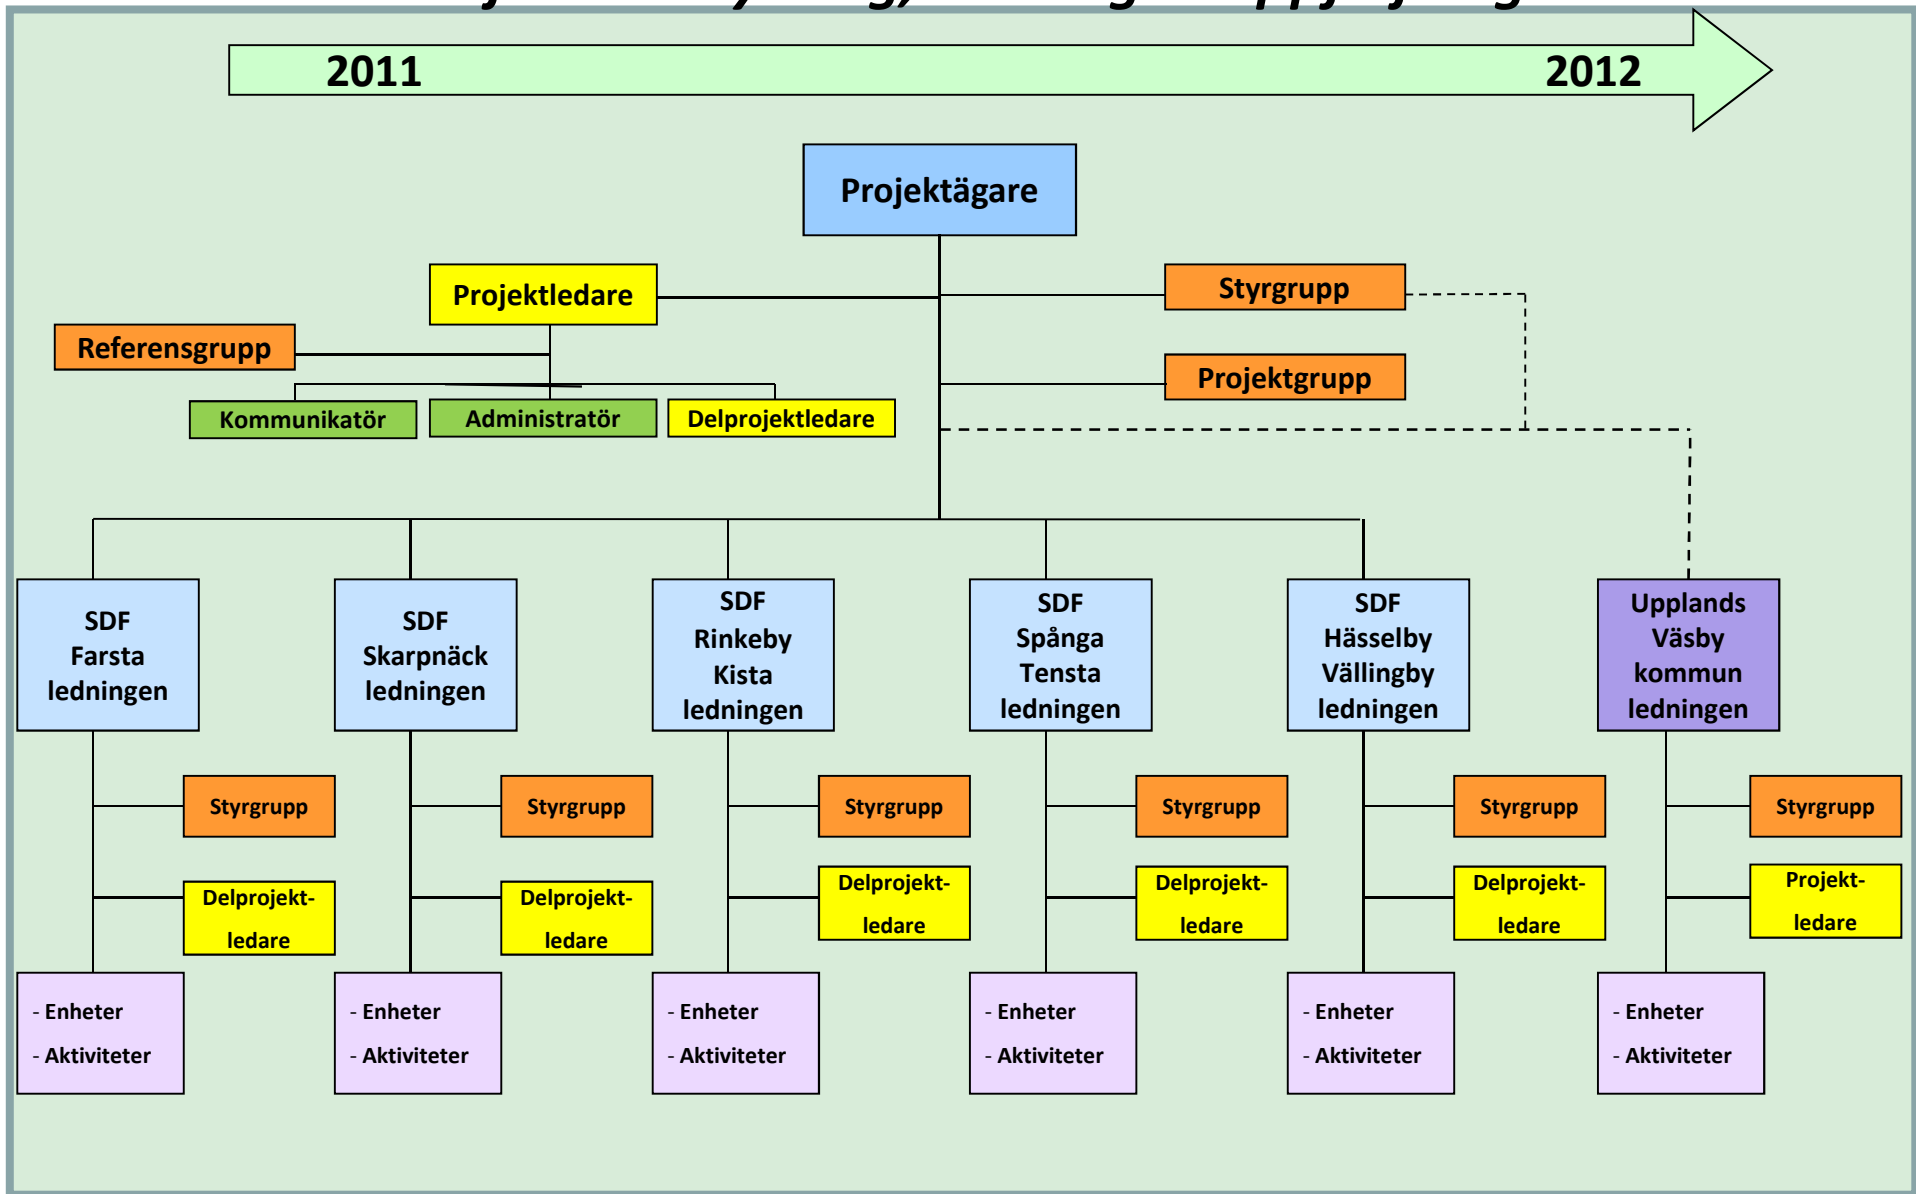 2011
2012
Projektägare
Projektledare
Styrgrupp
Referensgrupp
Projektgrupp
Kommunikatör
Administratör
Delprojektledare
SDF
Farsta
ledningen
SDF
Skarpnäck
ledningen
SDF
Rinkeby
Kista
ledningen
SDF
Spånga
Tensta
ledningen
SDF
Hässelby
Vällingby
ledningen
Upplands
Väsby
kommun
ledningen
Styrgrupp
Styrgrupp
Styrgrupp
Styrgrupp
Styrgrupp
Styrgrupp
Delprojekt-
ledare
Delprojekt-
ledare
Delprojekt-
ledare
Delprojekt-
ledare
Delprojekt-
ledare
Projekt-
ledare
- Enheter
- Aktiviteter
- Enheter
- Aktiviteter
- Enheter
- Aktiviteter
- Enheter
- Aktiviteter
- Enheter
- Aktiviteter
- Enheter
- Aktiviteter